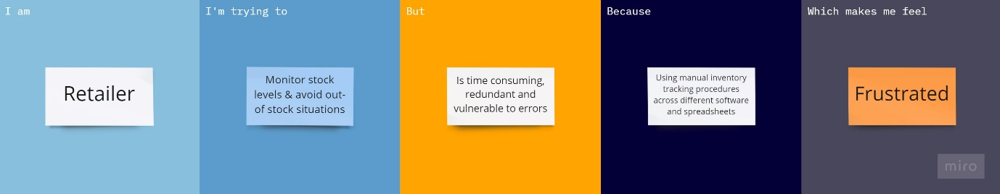 I am
Retailer
I'm trying to
Monitor stock
levels & avoid out-
of stock situations
But
Is time consuming,
redundant and
vulnerable to errors
Because
Using manual inventory
tracking procedures
across different software
and spreadsheets
Which makes me feel
Frustrated
miro